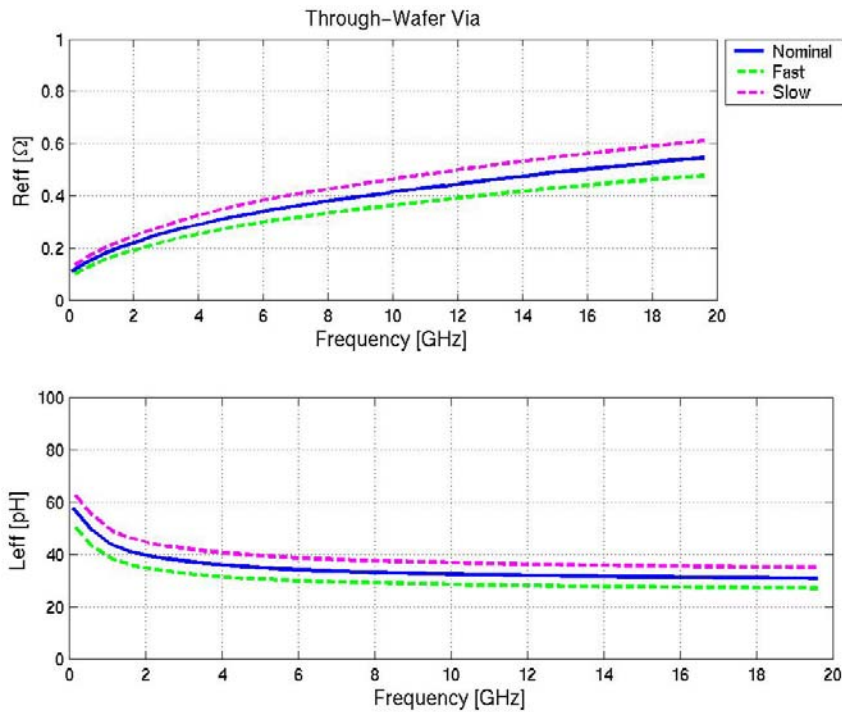 Through-Wafer Via
Nominal
Fast
Slow
1
0.8
0.6
0.4
0.2
0
Reff [Ω]
0 2 4 6 8 10 12 14 16 18 20
Frequency [GHz]
100
80
60
40
20
0
Leff [pH]
0 2 4 6 8 10 12 14 16 18 20
Frequency [GHz]